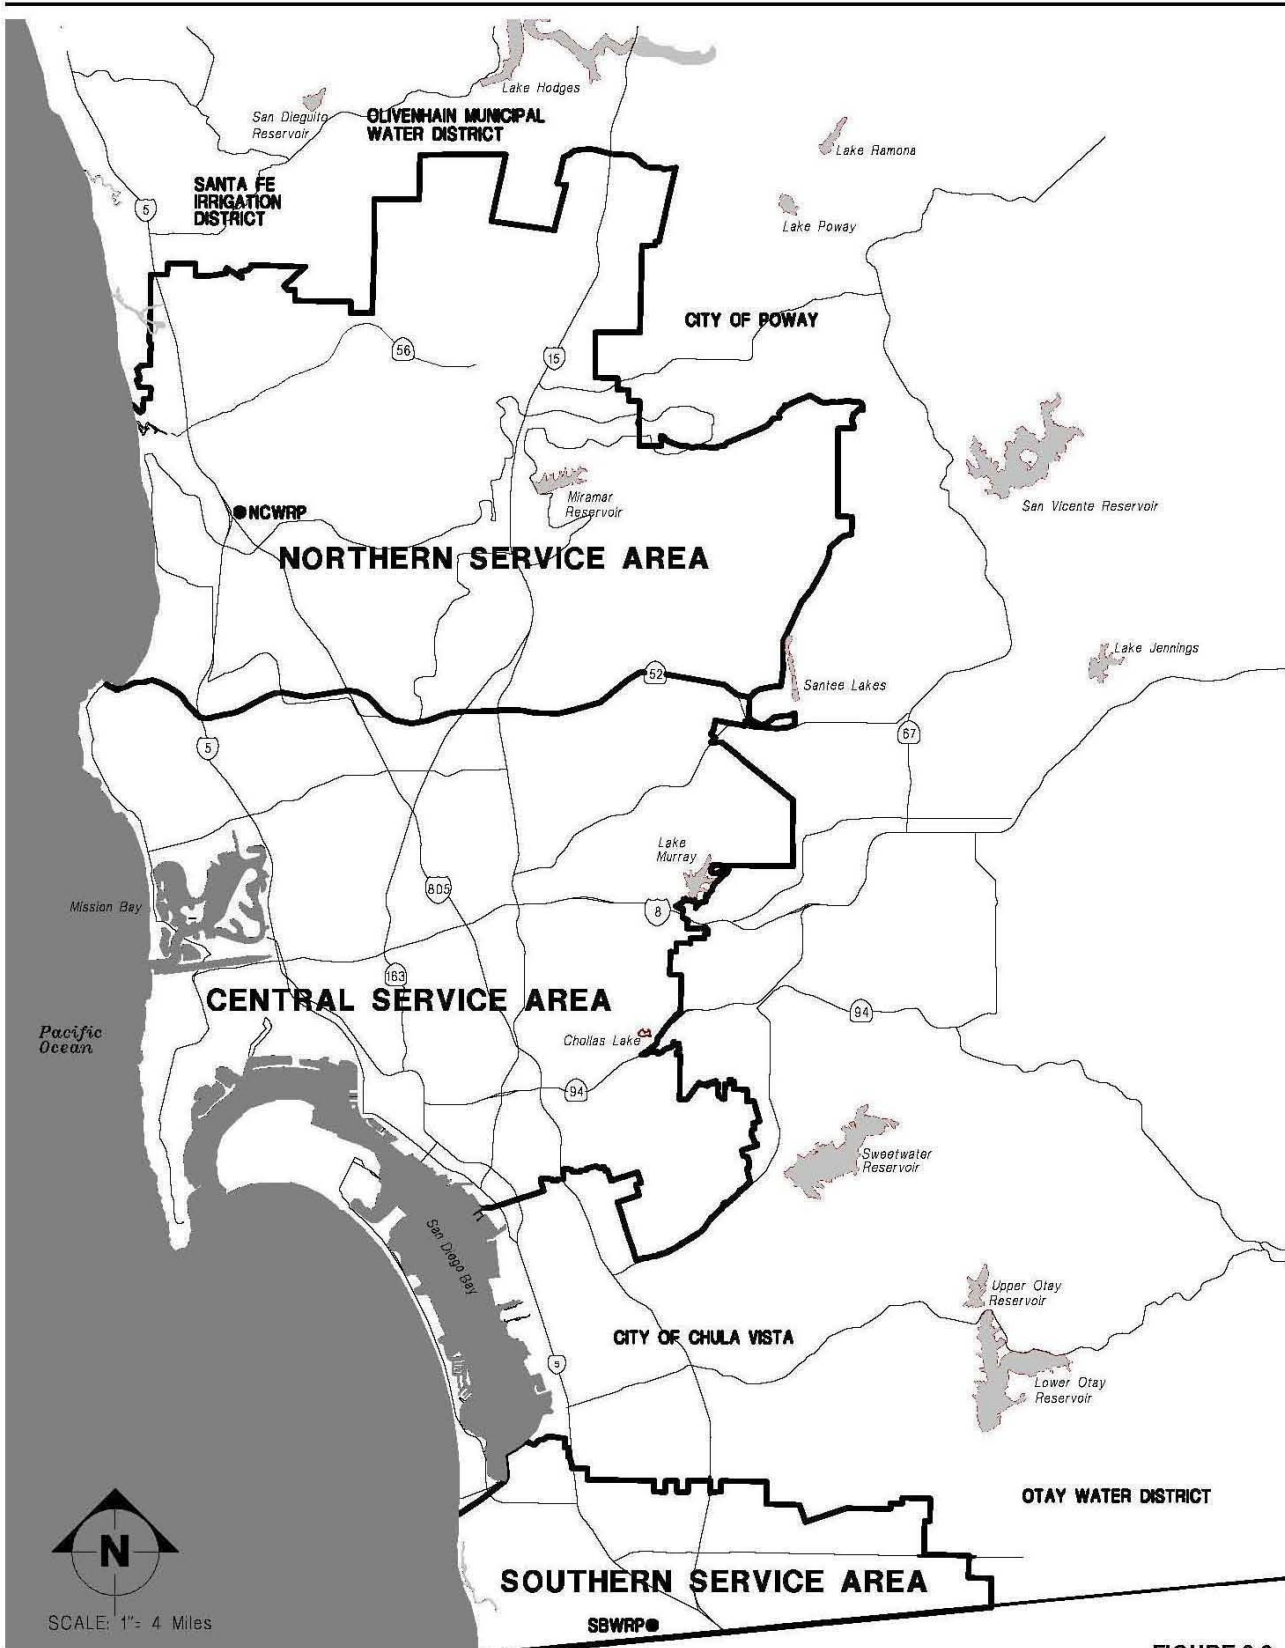 Lake Hodges
San Dieguito
Reservoir
OLIVENHAIN MUNICIPAL
WATER DISTRICT
Lake Ramona
SANTA FE
IRRIGATION
DISTRICT
5
Lake Poway
CITY OF POWAY
56
15
San Vicente Reservoir
Miramar
Reservoir
NCWRP
NORTHERN SERVICE AREA
Lake Jennings
52
Santee Lakes
67
5
Lake
Murray
805
8
Mission Bay
163
CENTRAL SERVICE AREA
94
Pacific
Ocean
Chollas Lake
94
Sweetwater
Reservoir
San Diego Bay
Upper Otay
Reservoir
CITY OF CHULA VISTA
5
Lower Otay
Reservoir
OTAY WATER DISTRICT
N
SOUTHERN SERVICE AREA
SCALE: 1"= 4 Miles
SBWRP